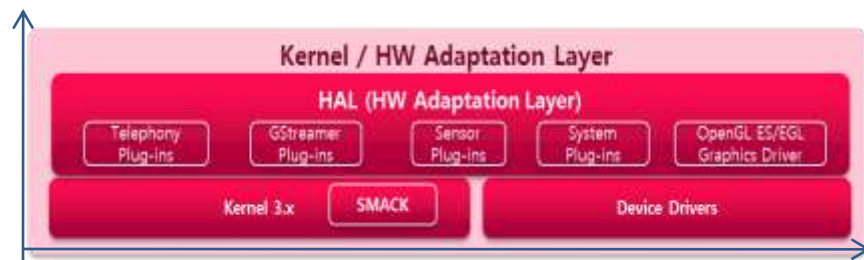 Kernel / HW Adaptation Layer
HAL (HW Adaptation Layer)
Telephony
Plug-ins
GStreamer
Plug-ins
Sensor
Plug-ins
System
Plug-ins
OpenGL ES/EGL
Graphics Driver
Kernel 3.x
SMACK
Device Drivers